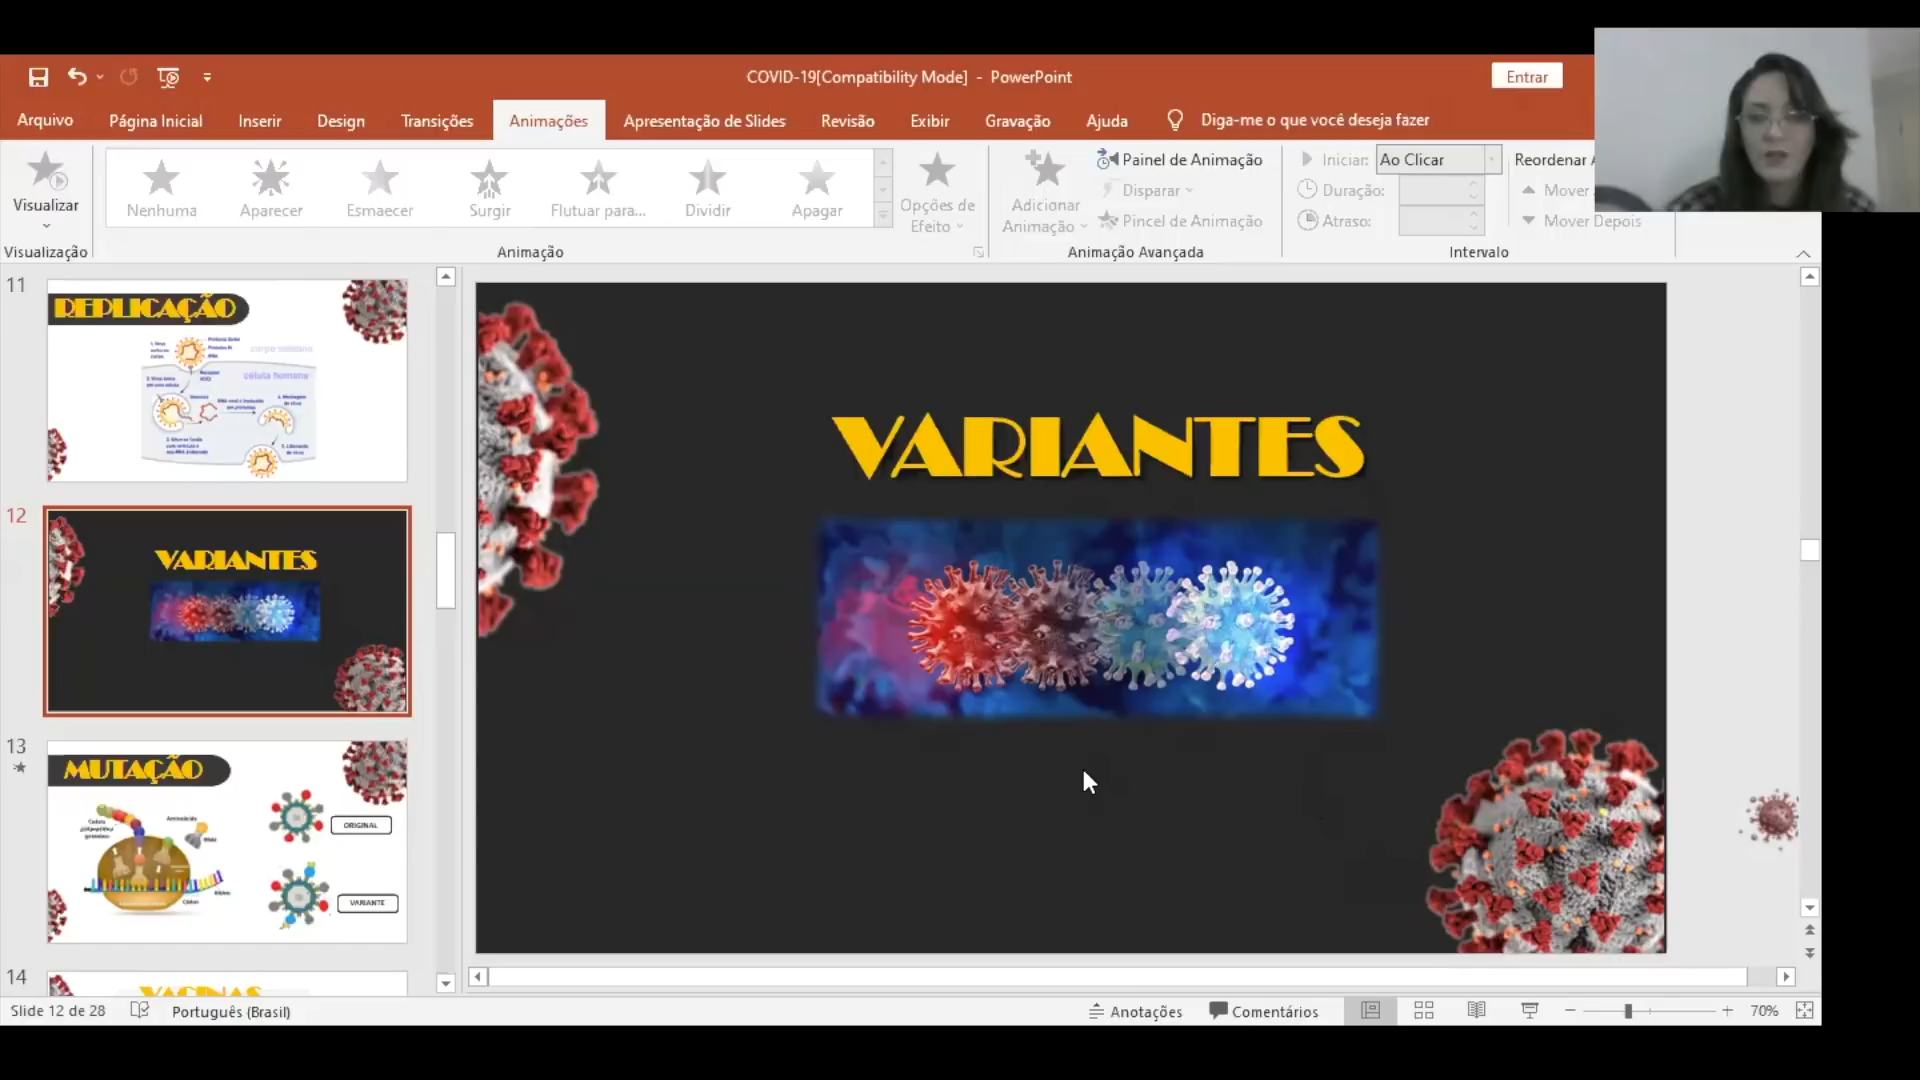 COVID-19[Compatibility Mode] - PowerPoint
Entrar
Arquivo
Página Inicial
Inserir
Design
Transições
Animações
Apresentação de Slides
Revisão
Exibir
Gravação
Ajuda
Diga-me o que você deseja fazer
Visualizar
Nenhuma
Aparecer
Esmaecer
Surgir
Flutuar para...
Dividir
Apagar
Opções de
Efeito
Adicionar
Animação
Painel de Animação
Disparar
Pincel de Animação
Iniciar:
Ao Clicar
Duração:
Atraso:
Reordenar
Mover
Mover Depois
Visualização
Animação
Animação Avançada
Intervalo
11
REPLICAÇÃO
célula humana
12
VARIANTES
13
MUTAÇÃO
Aminoácido
ORIGINAL
VARIANTE
14
VACINAS
VARIANTES
Slide 12 de 28
Português (Brasil)
Anotações
Comentários
70%